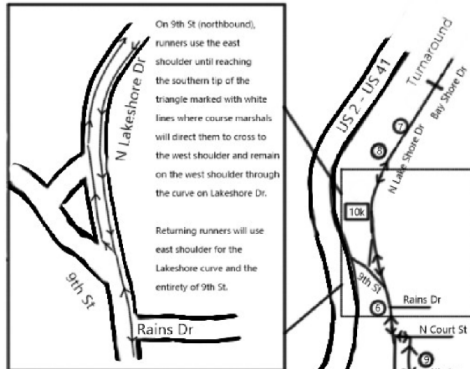 On 9th St (northbound),
runners use the east
shoulder until reaching
the southern tip of the
triangle marked with white
lines where course marshals
will direct them to cross to
the west shoulder and remain
on the west shoulder through
the curve on Lakeshore Dr.
Returning runners will use
east shoulder for the
Lakeshore curve and the
entirety of 9th St.
N Lakeshore Dr
9th St
Rains Dr
US 2 - US 41
Turnaround
Bay Shore Dr
7
8
N Lake Shore Dr
10k
9th St
6
Rains Dr
N Court St
9